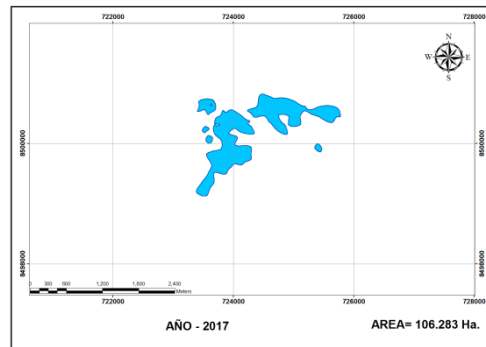 722000 724000 726000 728000
N
W E
S
8500000 8500000
8498000 8498000
0 300 600 1,200 1,800 2,400
Meters
722000 724000 726000 728000
AÑO - 2017 AREA= 106.283 Ha.